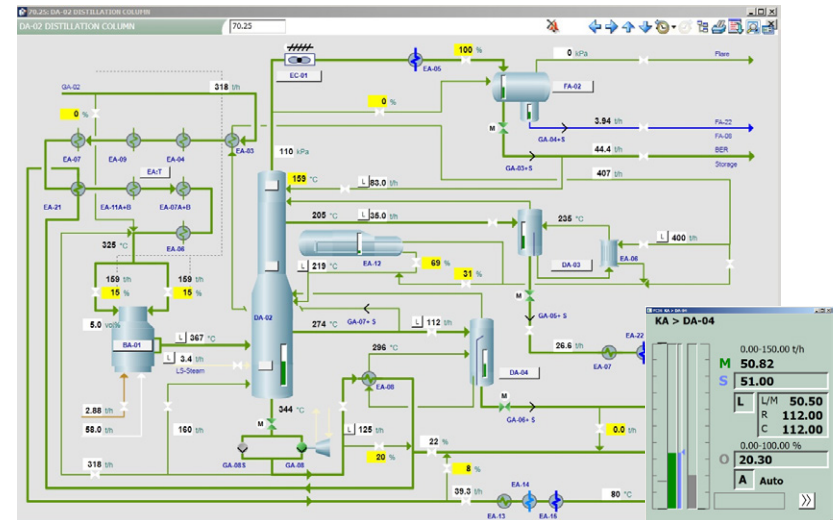 70.25: DA-02 DISTILLATION COLUMN
DA-02 DISTILLATION COLUMN
70.25
100 %
0 kPa
Flare
EC-01
EA-05
FA-02
GA-02
318 t/h
0 %
0 %
3.94 t/h
FA-22
FA-06
M
GA-04+S
44.4 t/h
BER
Storage
EA-07
EA-09
EA-04
EA-03
110 kPa
GA-03+S
407 t/h
EA:T
159 °C
L 83.0 t/h
EA-21
EA-11A+B
EA-07A+B
205 °C
L 35.0 t/h
235 °C
L 400 t/h
325 °C
EA-06
EA-12
69 %
DA-03
EA-06
L 219 °C
31 %
159 t/h
159 t/h
15 %
15 %
M
5.0 vol%
DA-02
GA-07+ S
GA-05+ S
274 °C
L 112 t/h
BA-01
L 367 °C
296 °C
26.6 t/h
EA-22
EA-07
L 3.4 t/h
LS-Steam
EA-08
DA-04
2.88 t/h
344 °C
M
M
GA-06+ S
58.0 t/h
160 t/h
L 125 t/h
0.0 t/h
22 %
318 t/h
GA-08S
GA-08
20 %
8 %
39.3 t/h
EA-14
80 °C
EA-13
EA-15
KA > DA-04
0.00-150.00 t/h
M 50.82
S 51.00
L
L/M 50.50
R 112.00
C 112.00
0.00-100.00 %
O 20.30
A Auto